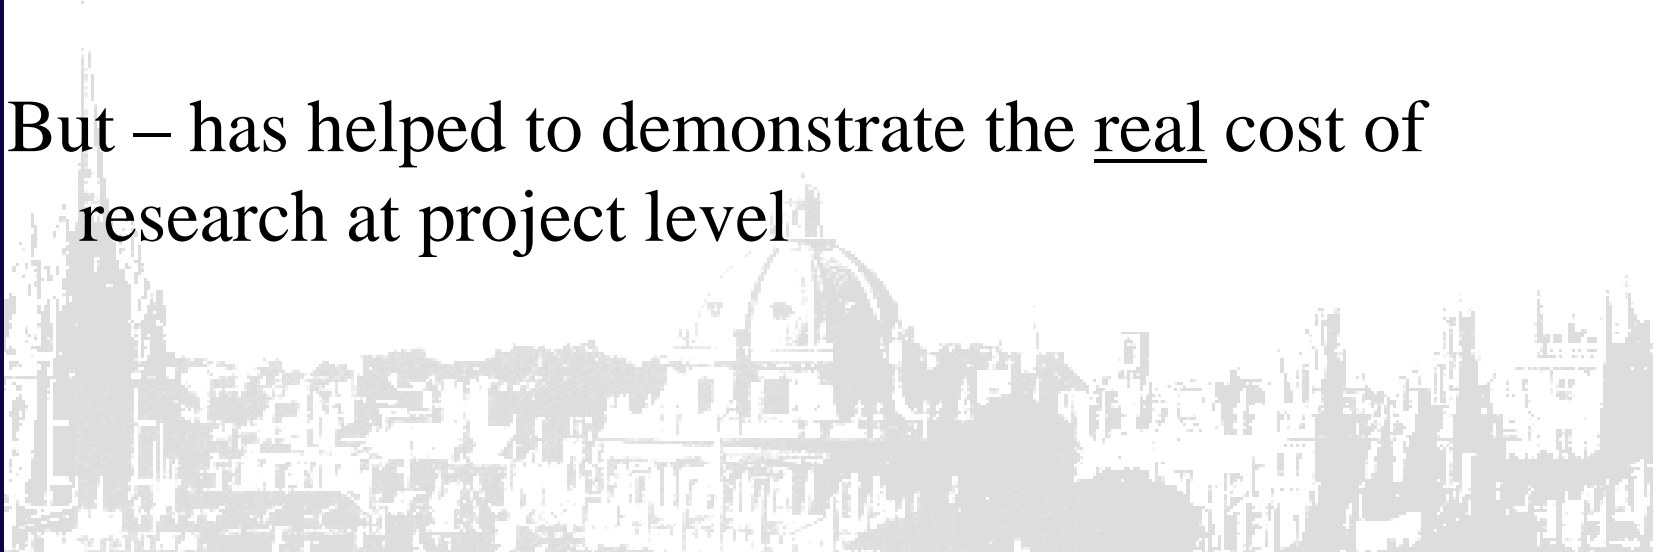 But – has helped to demonstrate the real cost of
research at project level